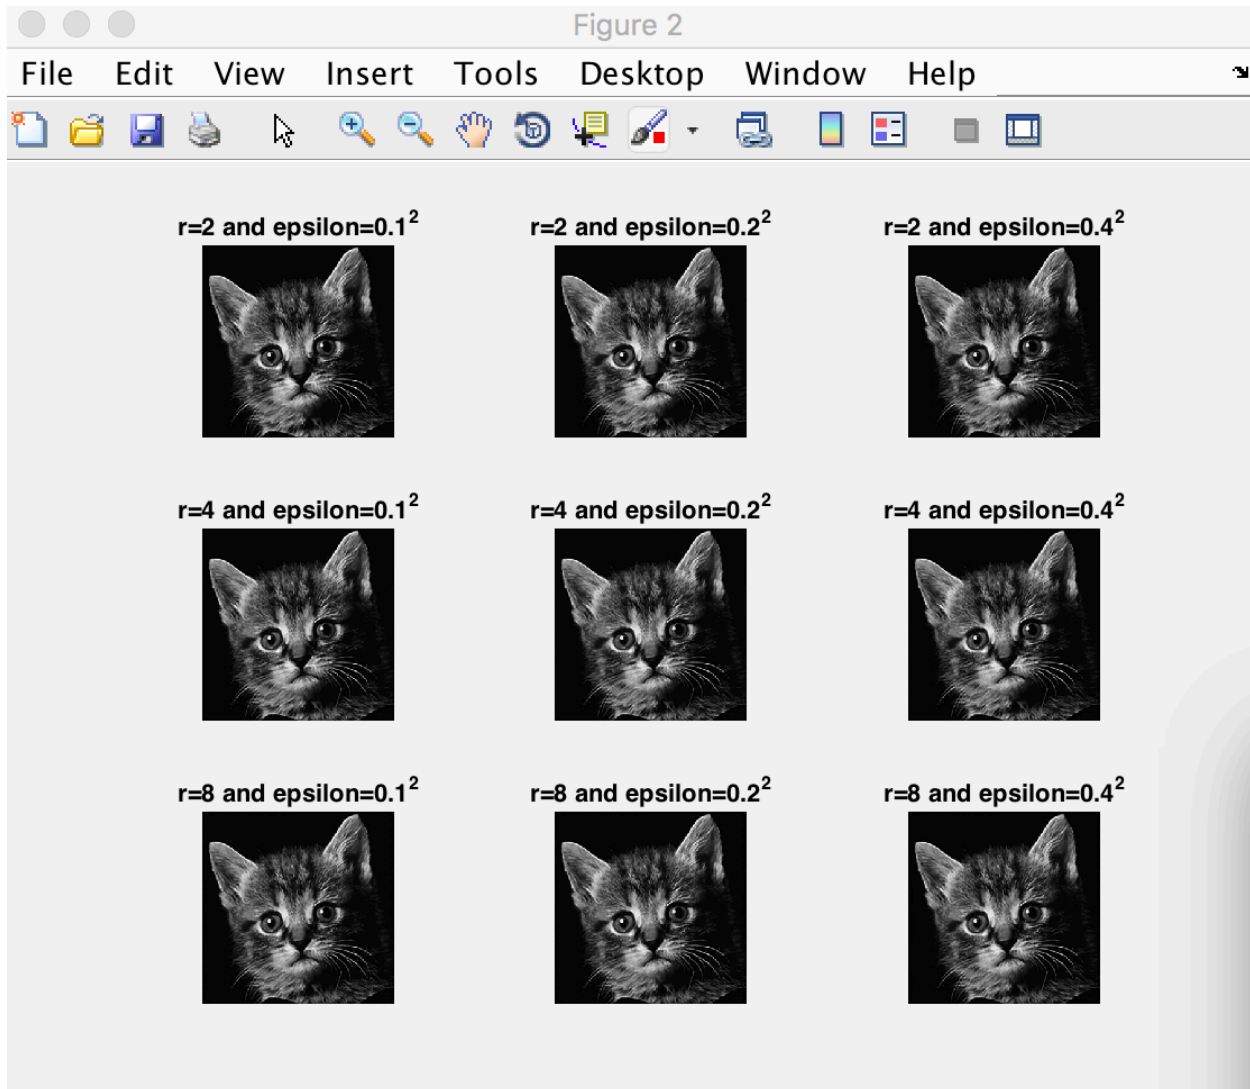 Figure 2
File Edit View Insert Tools Desktop Window Help
r=2 and epsilon=0.1² r=2 and epsilon=0.2² r=2 and epsilon=0.4²
r=4 and epsilon=0.1² r=4 and epsilon=0.2² r=4 and epsilon=0.4²
r=8 and epsilon=0.1² r=8 and epsilon=0.2² r=8 and epsilon=0.4²